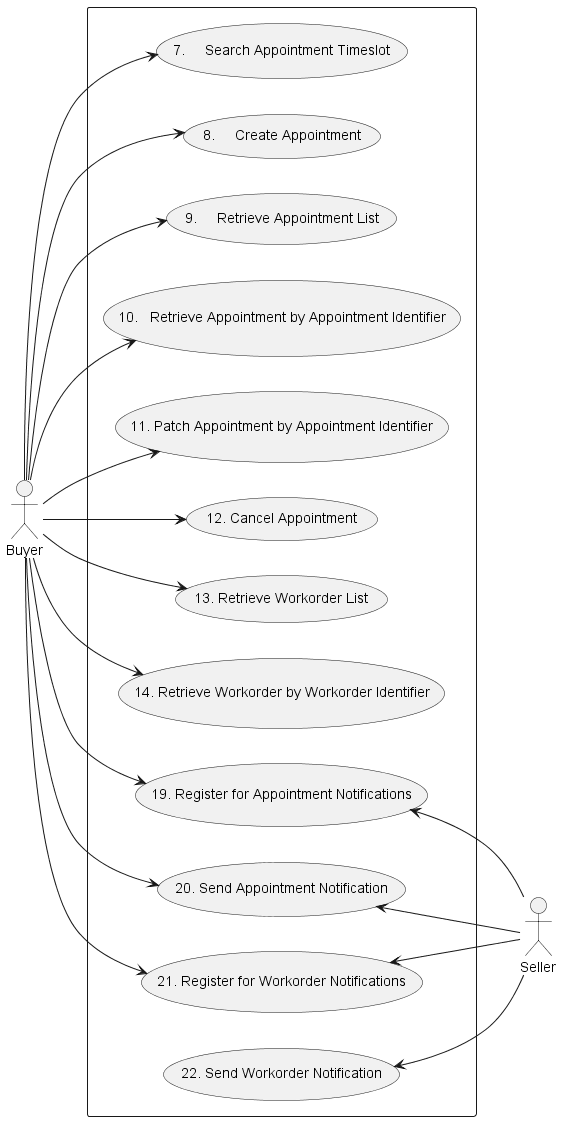 7. Search Appointment Timeslot
8. Create Appointment
9. Retrieve Appointment List
10. Retrieve Appointment by Appointment Identifier
11. Patch Appointment by Appointment Identifier
12. Cancel Appointment
Buyer
13. Retrieve Workorder List
14. Retrieve Workorder by Workorder Identifier
19. Register for Appointment Notifications
20. Send Appointment Notification
Seller
21. Register for Workorder Notifications
22. Send Workorder Notification